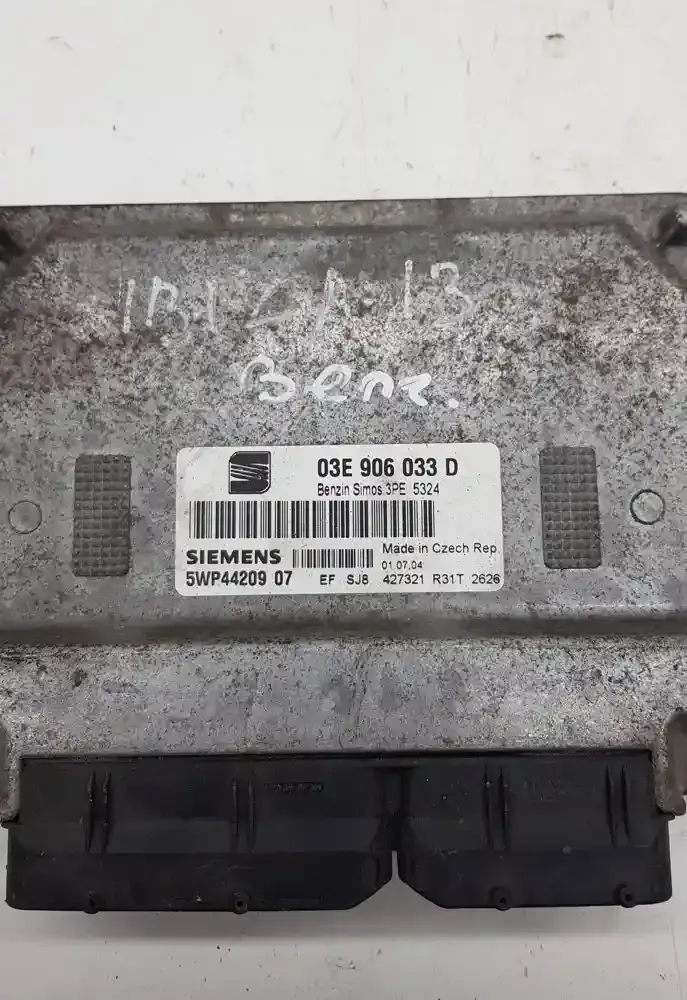 IBIZA 1.3
Benz.
03E 906 033 D
Benzin Simos 3PE 5324
SIEMENS
Made in Czech Rep.
01.07.04
5WP44209 07
EF SJ8 427321 R31T 2626